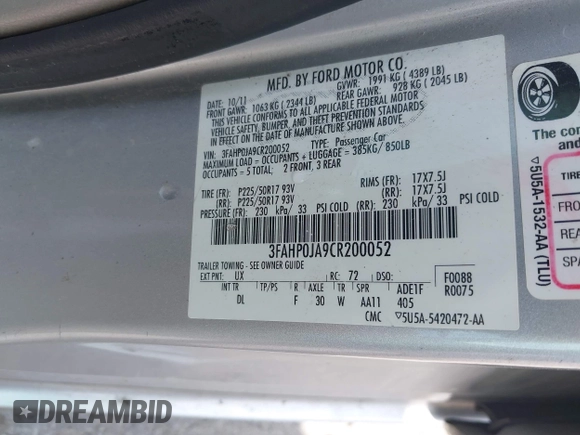 MFD. BY FORD MOTOR CO.
DATE: 10/11 GVWR: 1991 KG ( 4389 LB)
FRONT GAWR: 1063 KG ( 2344 LB) REAR GAWR: 928 KG ( 2045 LB)
THIS VEHICLE CONFORMS TO ALL APPLICABLE FEDERAL MOTOR
VEHICLE SAFETY, BUMPER, AND THEFT PREVENTION STANDARDS IN
EFFECT ON THE DATE OF MANUFACTURE SHOWN ABOVE.
VIN: 3FAHP0JA9CR200052 TYPE: Passenger Car
MAXIMUM LOAD = OCCUPANTS + LUGGAGE = 385KG/ 850LB
OCCUPANTS = 5 TOTAL; 2 FRONT, 3 REAR
TIRE (FR): P225/50R17 93V RIMS (FR): 17X7.5J
(RR): P225/50R17 93V (RR): 17X7.5J
PRESSURE (FR): 230 kPa/ 33 PSI COLD (RR): 230 kPa/ 33 PSI COLD
3FAHP0JA9CR200052
TRAILER TOWING - SEE OWNER GUIDE
EXT PNT: UX RC: 72 DSO: F0088
R0075
INT TR TP/PS R AXLE TR SPR ADE1F
DL F 30 W AA11 405
CMC ▽5U5A-5420472-AA
The con
and
TIRE
FRO
REA
SPA
▽5U5A-1532-AA (TLU)
DREAMBID